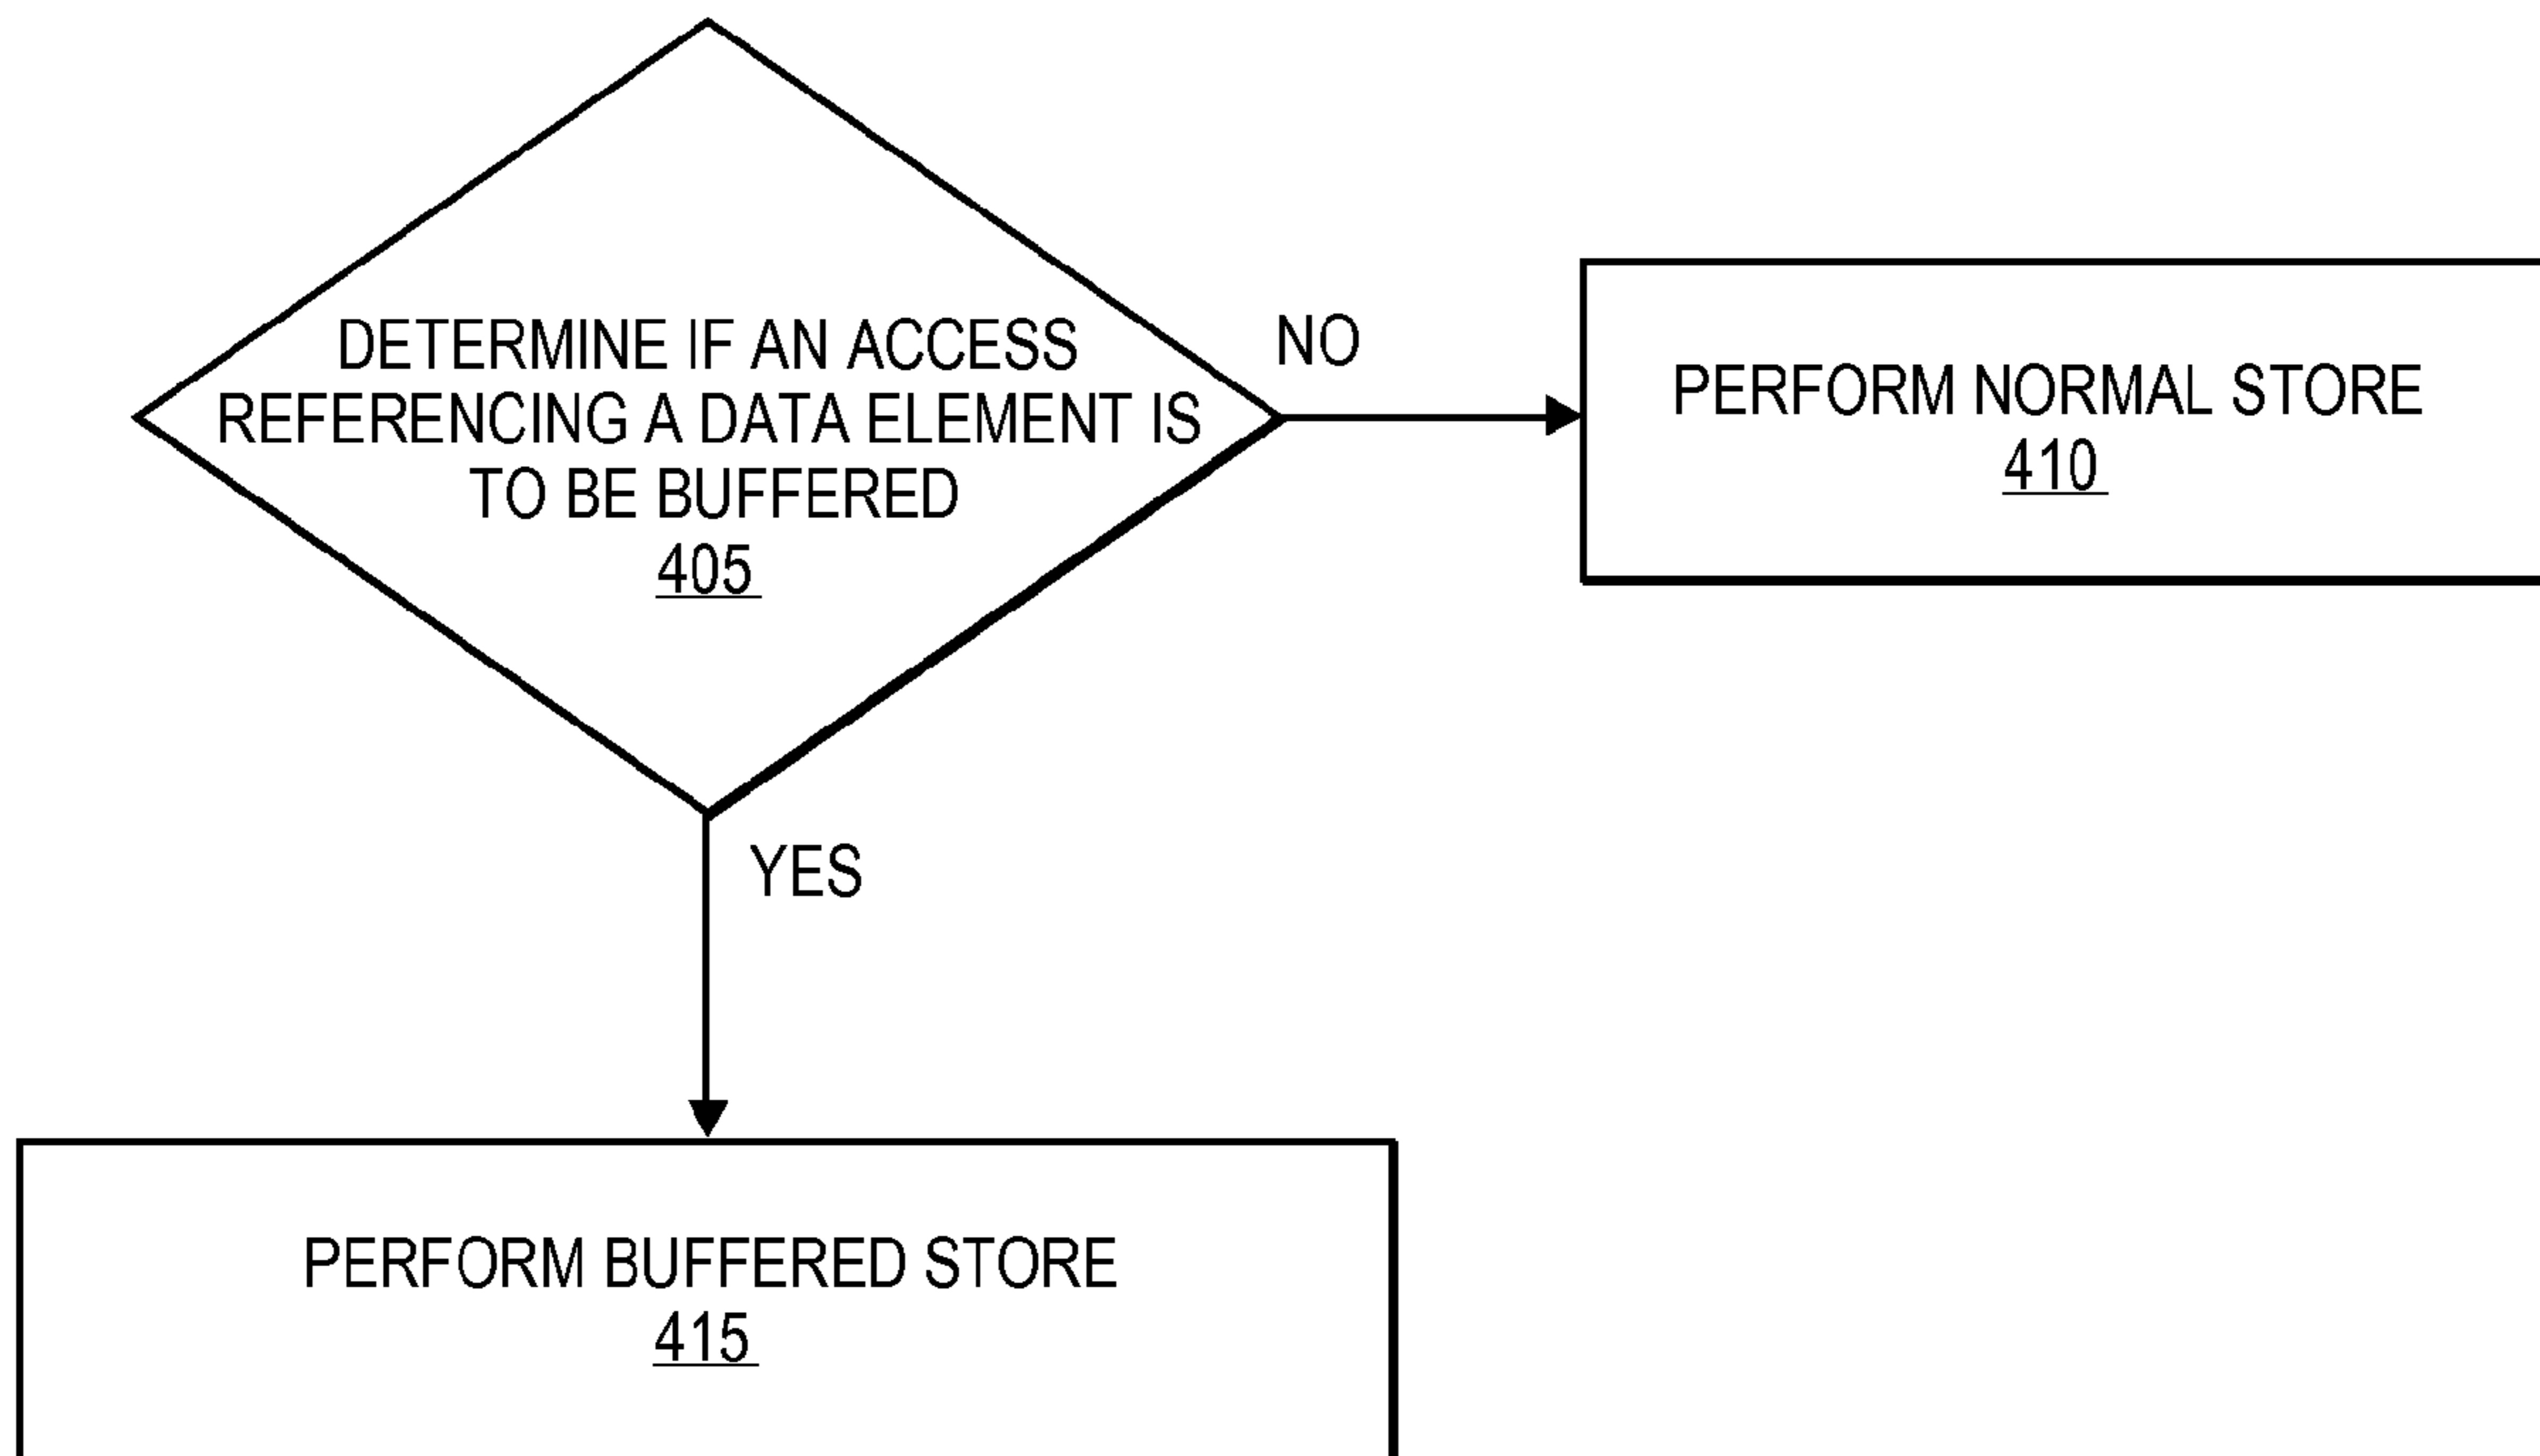 DETERMINE IF AN ACCESS
REFERENCING A DATA ELEMENT IS
TO BE BUFFERED
405
NO
PERFORM NORMAL STORE
410
YES
PERFORM BUFFERED STORE
415